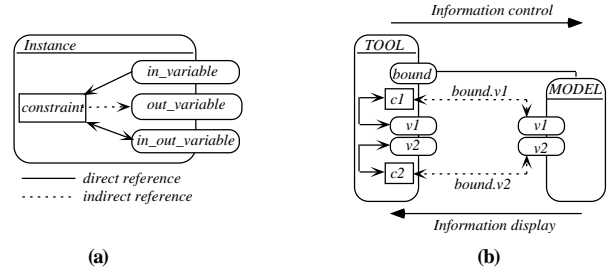 Instance
in_variable
constraint
out_variable
in_out_variable
direct reference
indirect reference
(a)
Information control
TOOL
bound
MODEL
c1
bound.v1
v1
v1
v2
v2
c2
bound.v2
Information display
(b)